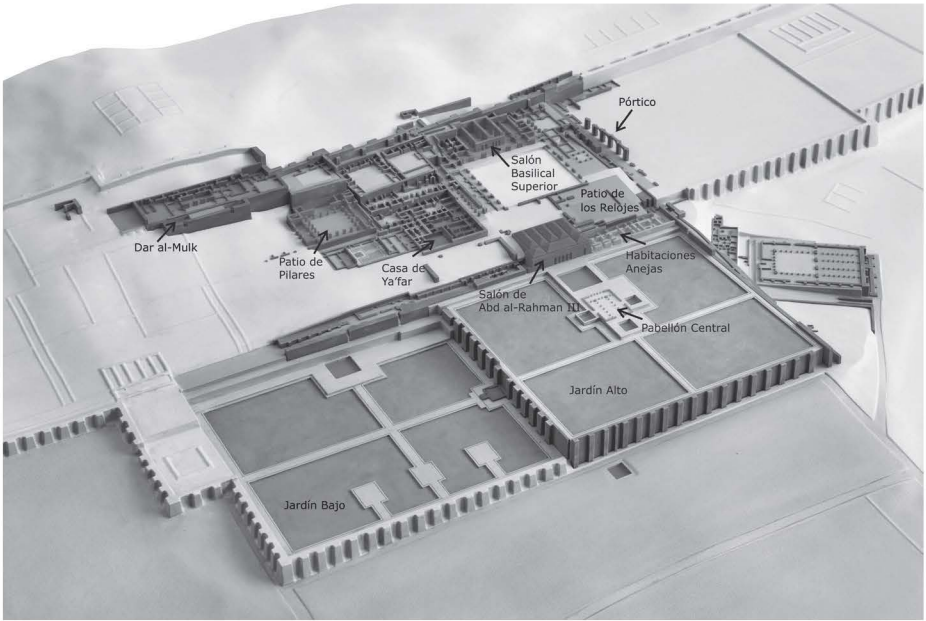 Pórtico
Salón
Basilical
Superior
Patio de
los Relojes
Dar al-Mulk
Patio de
Pilares
Casa de
Ya'far
Habitaciones
Anejas
Salón de
Abd al-Rahman III
Pabellón Central
Jardín Alto
Jardín Bajo